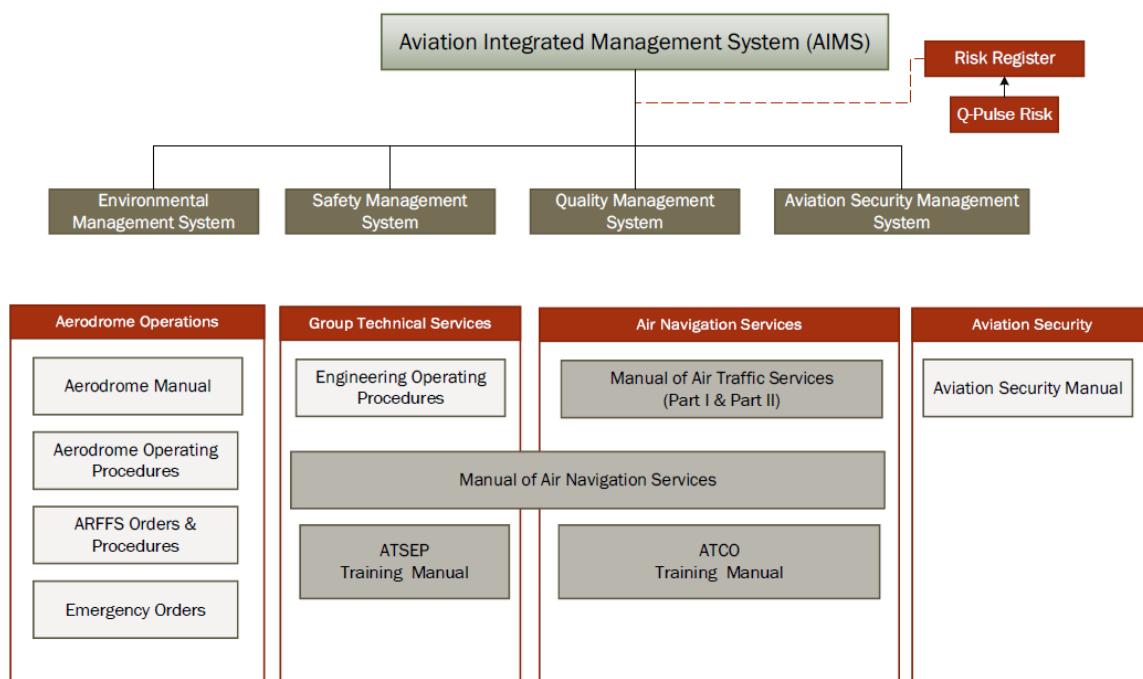 Aviation Integrated Management System (AIMS)
Risk Register
Q-Pulse Risk
Environmental
Management System
Safety Management
System
Quality Management
System
Aviation Security Management
System
Aerodrome Operations
Aerodrome Manual
Aerodrome Operating
Procedures
ARFFS Orders &
Procedures
Emergency Orders
Group Technical Services
Engineering Operating
Procedures
Air Navigation Services
Manual of Air Traffic Services
(Part I & Part II)
Manual of Air Navigation Services
ATSEP
Training Manual
ATCO
Training Manual
Aviation Security
Aviation Security Manual